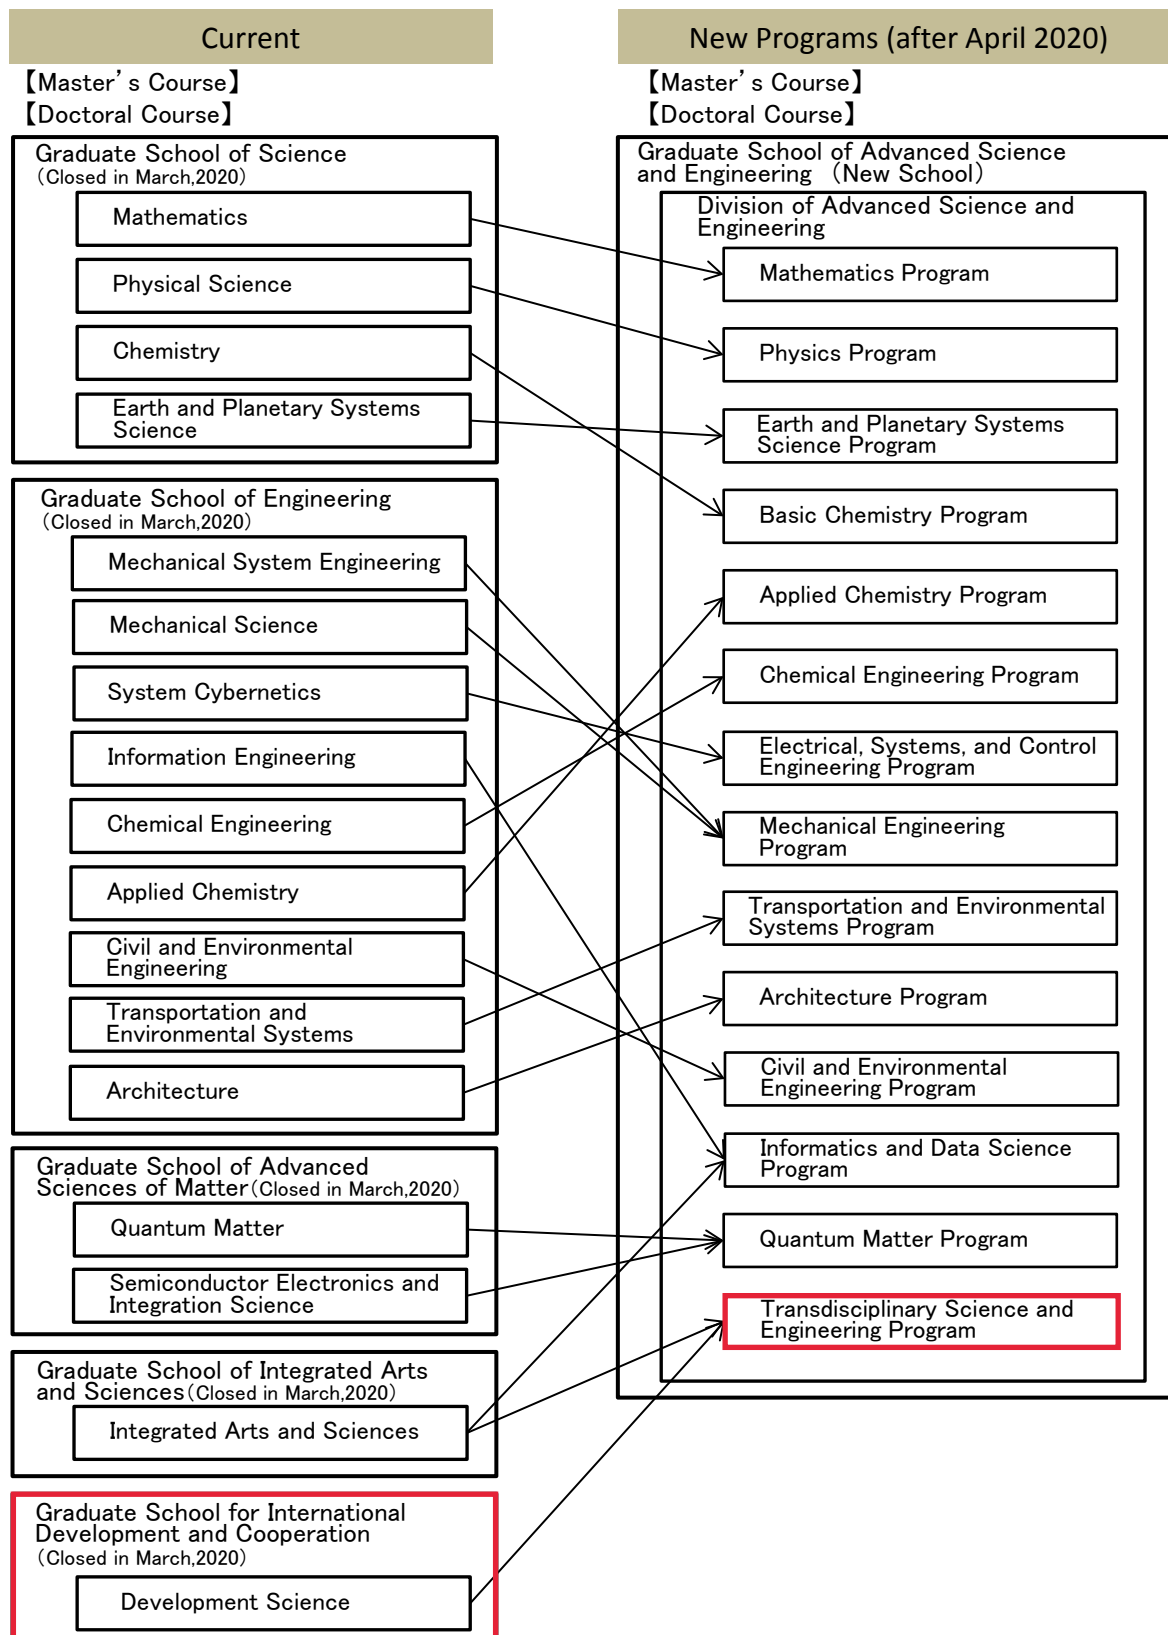 Current
【Master’s Course】
【Doctoral Course】
Graduate School of Science
(Closed in March,2020)
Mathematics
Physical Science
Chemistry
Earth and Planetary Systems
Science
Graduate School of Engineering
(Closed in March,2020)
Mechanical System Engineering
Mechanical Science
System Cybernetics
Information Engineering
Chemical Engineering
Applied Chemistry
Civil and Environmental
Engineering
Transportation and
Environmental Systems
Architecture
Graduate School of Advanced
Sciences of Matter(Closed in March,2020)
Quantum Matter
Semiconductor Electronics and
Integration Science
Graduate School of Integrated Arts
and Sciences(Closed in March,2020)
Integrated Arts and Sciences
Graduate School for International
Development and Cooperation
(Closed in March,2020)
Development Science
New Programs (after April 2020)
【Master’s Course】
【Doctoral Course】
Graduate School of Advanced Science
and Engineering (New School)
Division of Advanced Science and
Engineering
Mathematics Program
Physics Program
Earth and Planetary Systems
Science Program
Basic Chemistry Program
Applied Chemistry Program
Chemical Engineering Program
Electrical, Systems, and Control
Engineering Program
Mechanical Engineering
Program
Transportation and Environmental
Systems Program
Architecture Program
Civil and Environmental
Engineering Program
Informatics and Data Science
Program
Quantum Matter Program
Transdisciplinary Science and
Engineering Program